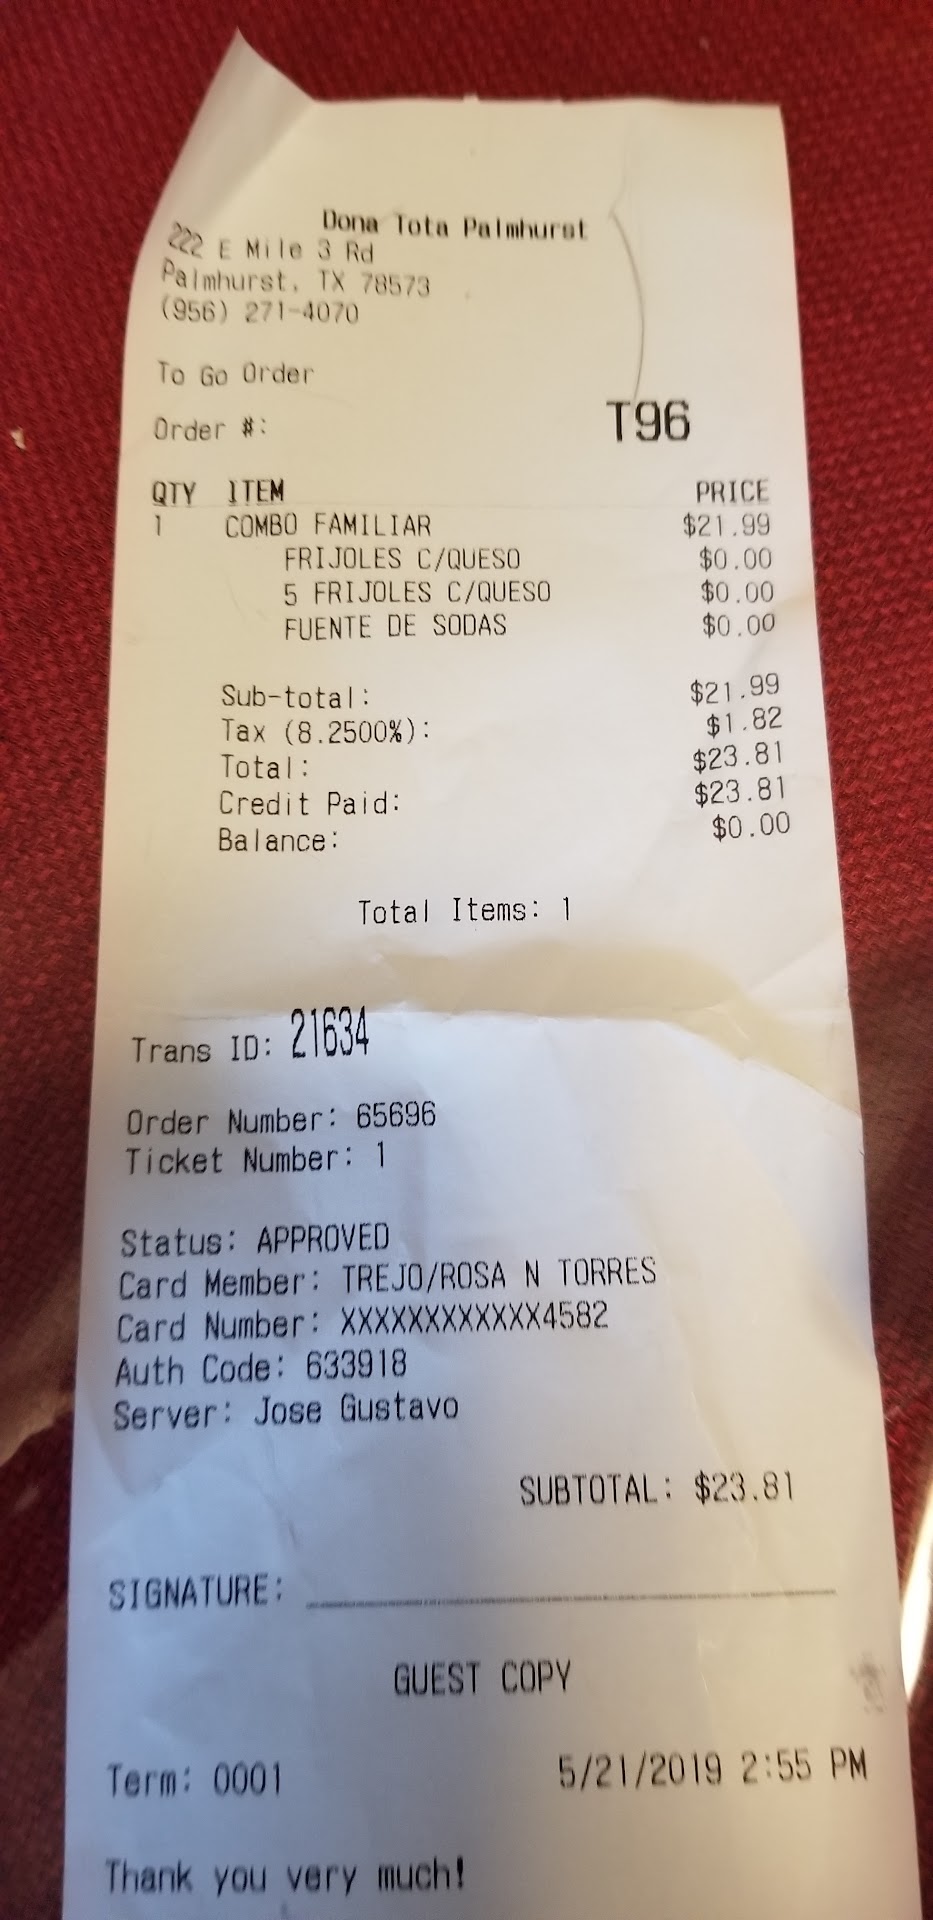 Dona Tota Palmhurst
222 E Mile 3 Rd
Palmhurst, TX 78573
(956) 271-4070
To Go Order
Order #: T96
QTY ITEM PRICE
1 COMBO FAMILIAR $21.99
FRIJOLES C/QUESO $0.00
5 FRIJOLES C/QUESO $0.00
FUENTE DE SODAS $0.00
Sub-total: $21.99
Tax (8.2500%): $1.82
Total: $23.81
Credit Paid: $23.81
Balance: $0.00
Total Items: 1
Trans ID: 21634
Order Number: 65696
Ticket Number: 1
Status: APPROVED
Card Member: TREJO/ROSA N TORRES
Card Number: XXXXXXXXXXXX4582
Auth Code: 633918
Server: Jose Gustavo
SUBTOTAL: $23.81
SIGNATURE:
GUEST COPY
Term: 0001 5/21/2019 2:55 PM
Thank you very much!